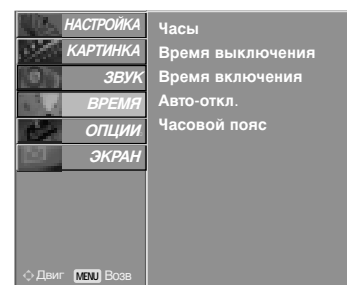 НАСТРОЙКА
КАРТИНКА
ЗВУК
ВРЕМЯ
ОПЦИИ
ЭКРАН
Часы
Время выключения
Время включения
Авто-откл.
Часовой пояс
Двиг MENU Возв